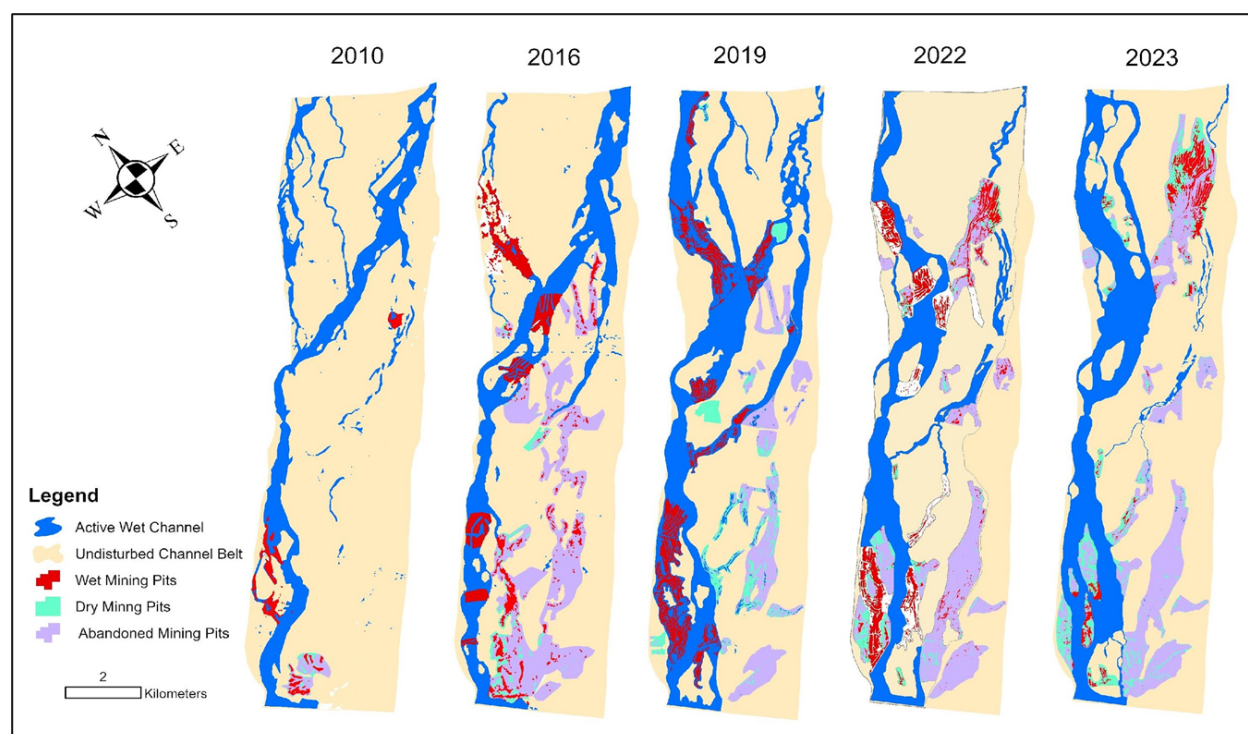 2010 2016 2019 2022 2023
N
E
W
S
Legend
Active Wet Channel
Undisturbed Channel Belt
Wet Mining Pits
Dry Minng Pits
Abandoned Mining Pits
2
Kilometers